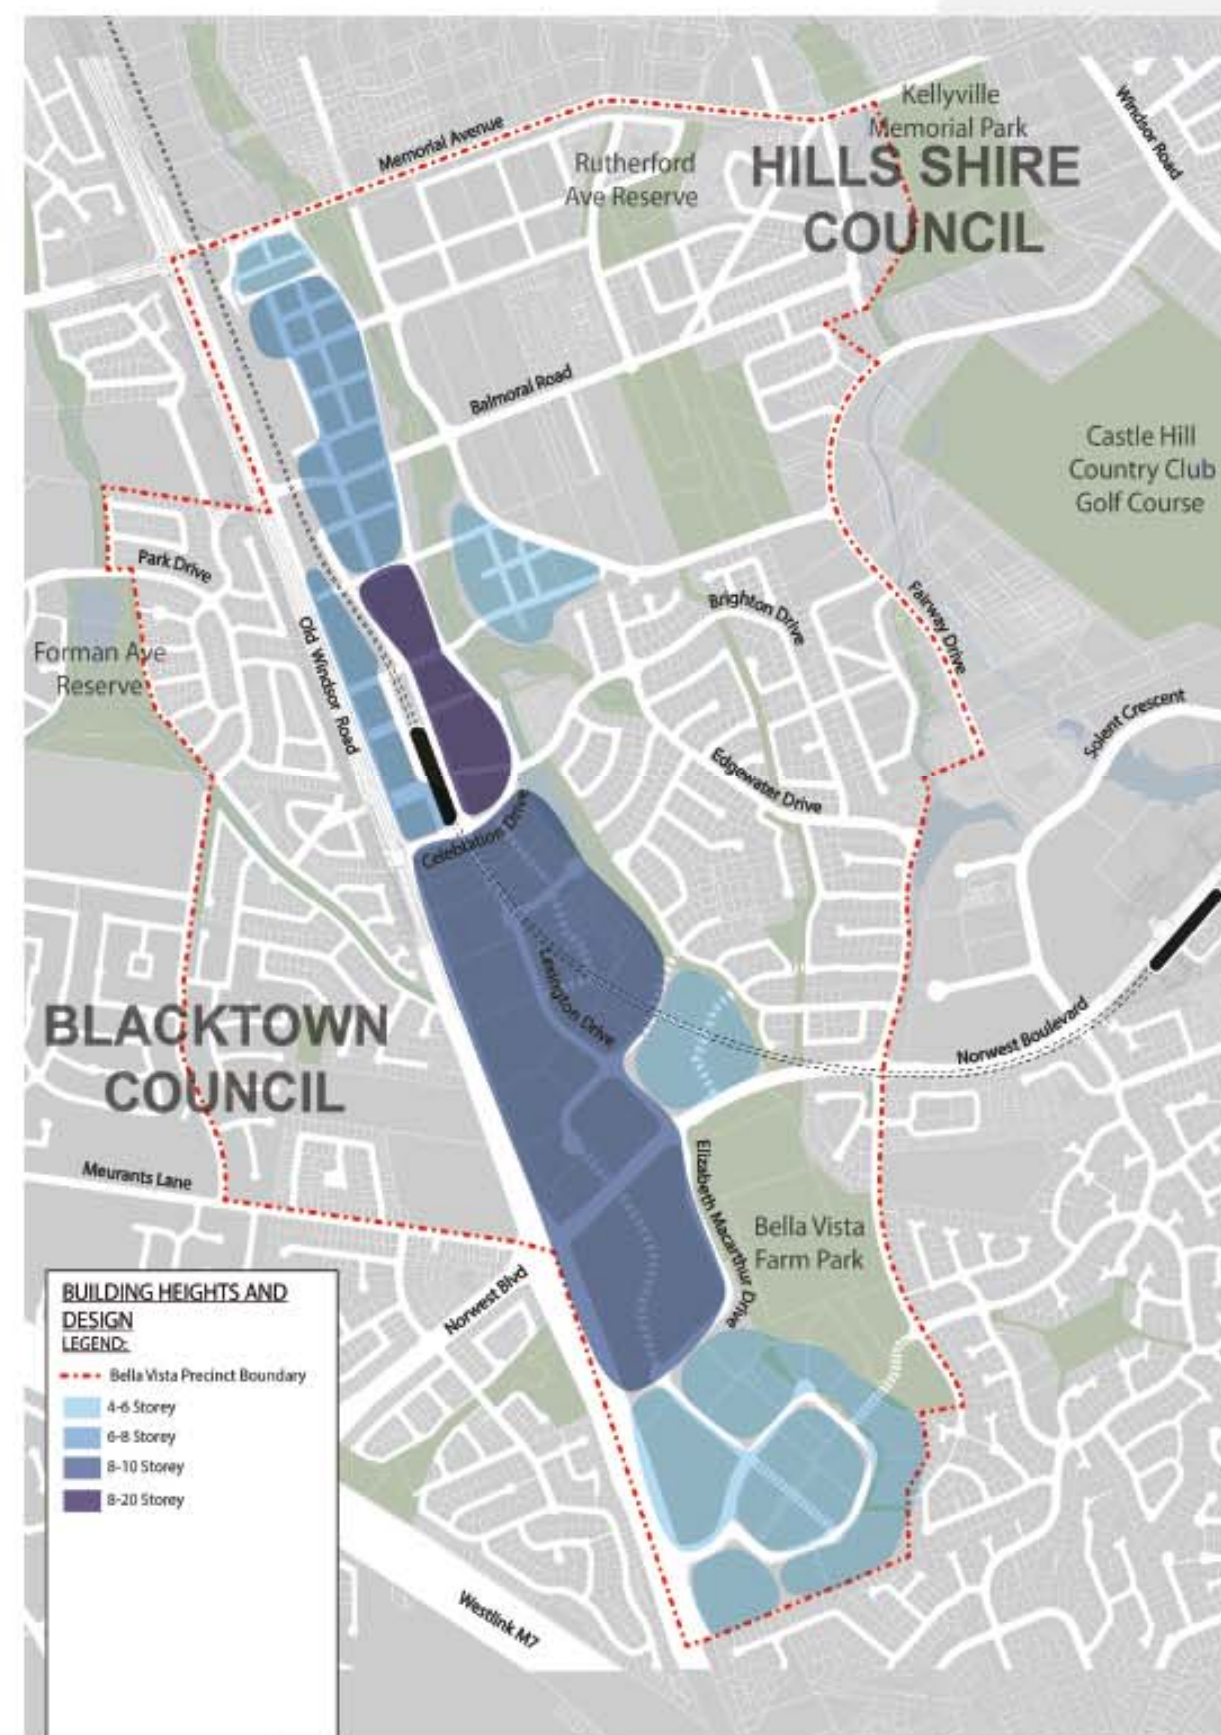 Kellyville
Memorial Park
Windsor Road
Memorial Avenue
Rutherford
Ave Reserve
HILLS SHIRE
COUNCIL
Balmoral Road
Castle Hill
Country Club
Golf Course
Park Drive
Brighton Drive
Fairway Drive
Forman Ave
Reserve
Old Windsor Road
Solent Crescent
Edgewater Drive
Celebration Drive
Lexington Drive
BLACKTOWN
COUNCIL
Norwest Boulevard
Meurants Lane
Elizabeth Macarthur Drive
Bella Vista
Farm Park
Norwest Blvd
BUILDING HEIGHTS AND
DESIGN
LEGEND:
Bella Vista Precinct Boundary
4-6 Storey
6-8 Storey
8-10 Storey
8-20 Storey
Westlink M7